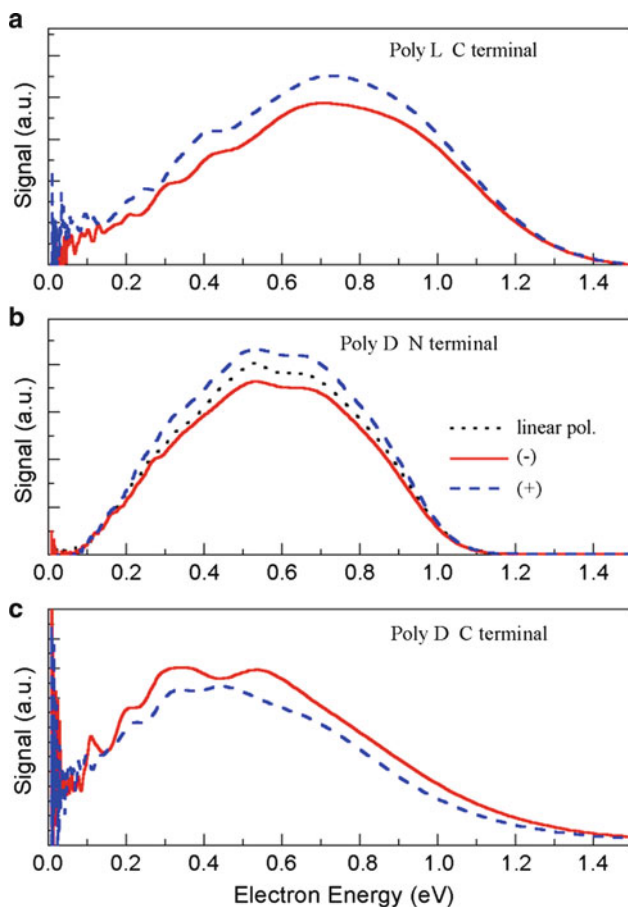 a
Poly L C terminal
Signal (a.u.)
0.0 0.2 0.4 0.6 0.8 1.0 1.2 1.4
b
Poly D N terminal
Signal (a.u.)
linear pol.
(-)
(+)
0.0 0.2 0.4 0.6 0.8 1.0 1.2 1.4
c
Poly D C terminal
Signal (a.u.)
0.0 0.2 0.4 0.6 0.8 1.0 1.2 1.4
Electron Energy (eV)